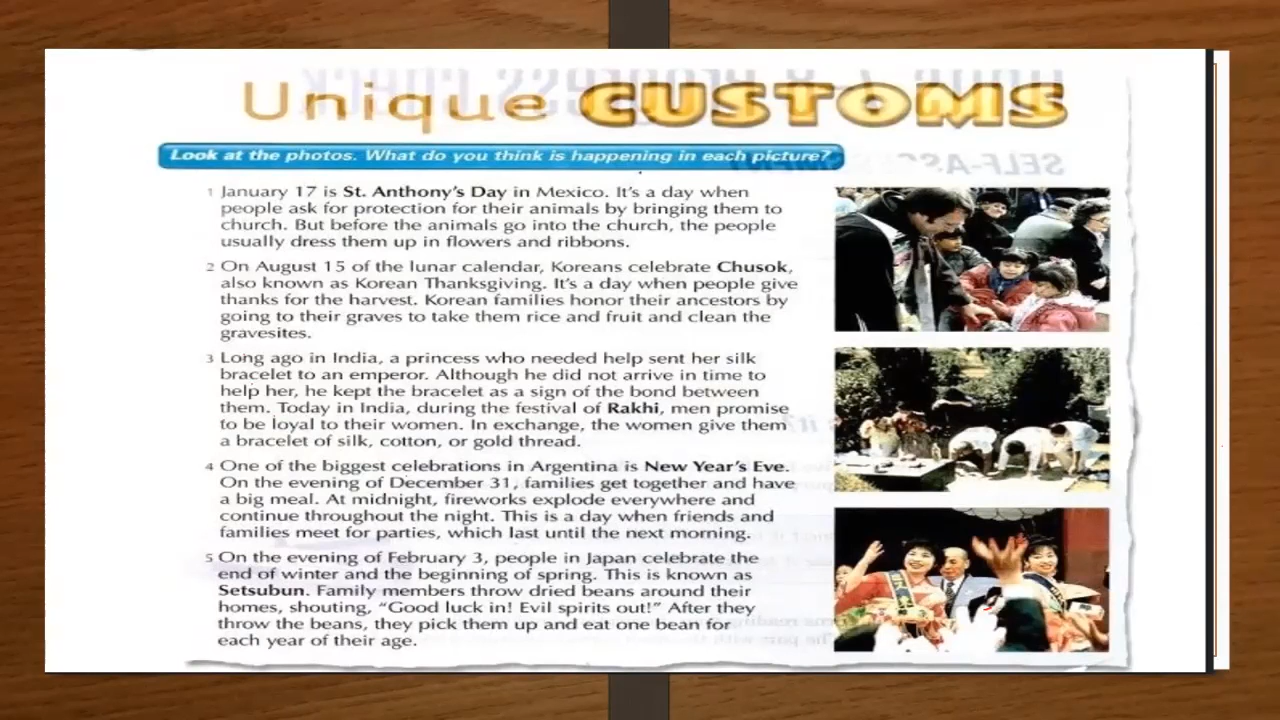 Unique CUSTOMS
Look at the photos. What do you think is happening in each picture?
1 January 17 is St. Anthony's Day in Mexico. It's a day when
people ask for protection for their animals by bringing them to
church. But before the animals go into the church, the people
usually dress them up in flowers and ribbons.
2 On August 15 of the lunar calendar, Koreans celebrate Chusok,
also known as Korean Thanksgiving. It's a day when people give
thanks for the harvest. Korean families honor their ancestors by
going to their graves to take them rice and fruit and clean the
gravesites.
3 Long ago in India, a princess who needed help sent her silk
bracelet to an emperor. Although he did not arrive in time to
help her, he kept the bracelet as a sign of the bond between
them. Today in India, during the festival of Rakhi, men promise
to be loyal to their women. In exchange, the women give them
a bracelet of silk, cotton, or gold thread.
4 One of the biggest celebrations in Argentina is New Year's Eve.
On the evening of December 31, families get together and have
a big meal. At midnight, fireworks explode everywhere and
continue throughout the night. This is a day when friends and
families meet for parties, which last until the next morning.
5 On the evening of February 3, people in Japan celebrate the
end of winter and the beginning of spring. This is known as
Setsubun. Family members throw dried beans around their
homes, shouting, "Good luck in! Evil spirits out!" After they
throw the beans, they pick them up and eat one bean for
each year of their age.